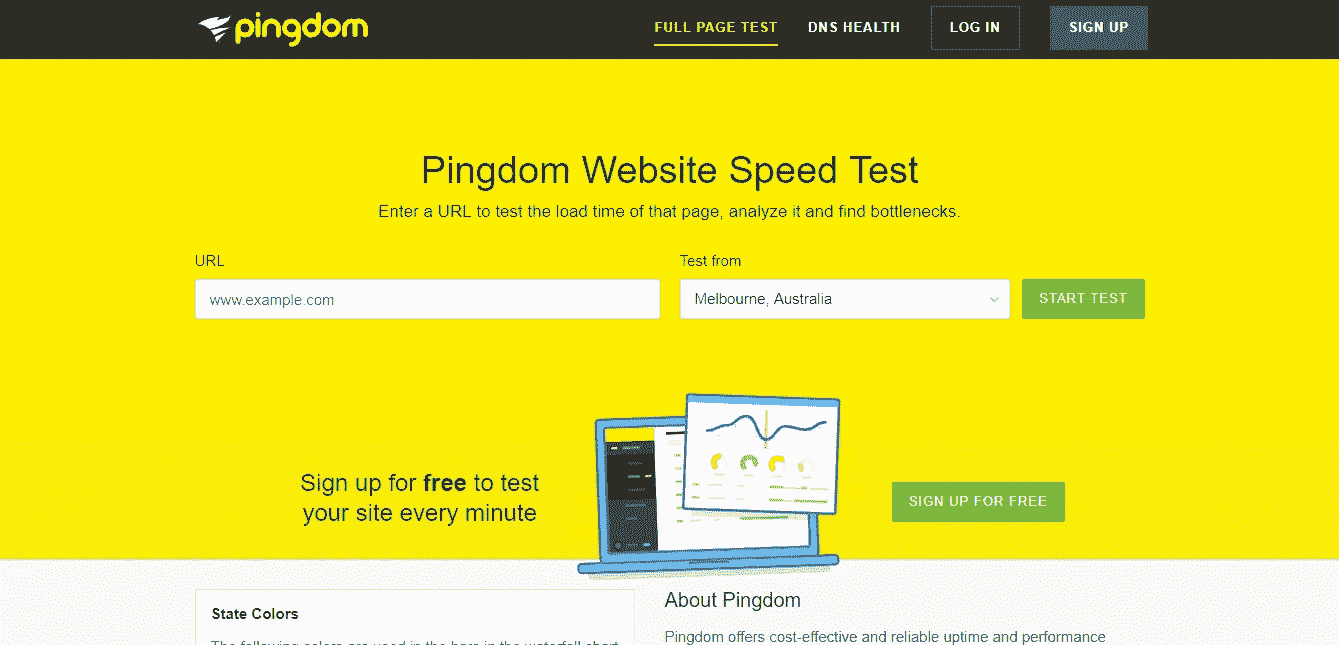 pingdom
FULL PAGE TEST
DNS HEALTH
LOG IN
SIGN UP
Pingdom Website Speed Test
Enter a URL to test the load time of that page, analyze it and find bottlenecks.
URL
Test from
www.example.com
Melbourne, Australia
START TEST
Sign up for free to test
your site every minute
SIGN UP FOR FREE
State Colors
The following colors are used in the bars in the waterfall chart
About Pingdom
Pingdom offers cost-effective and reliable uptime and performance